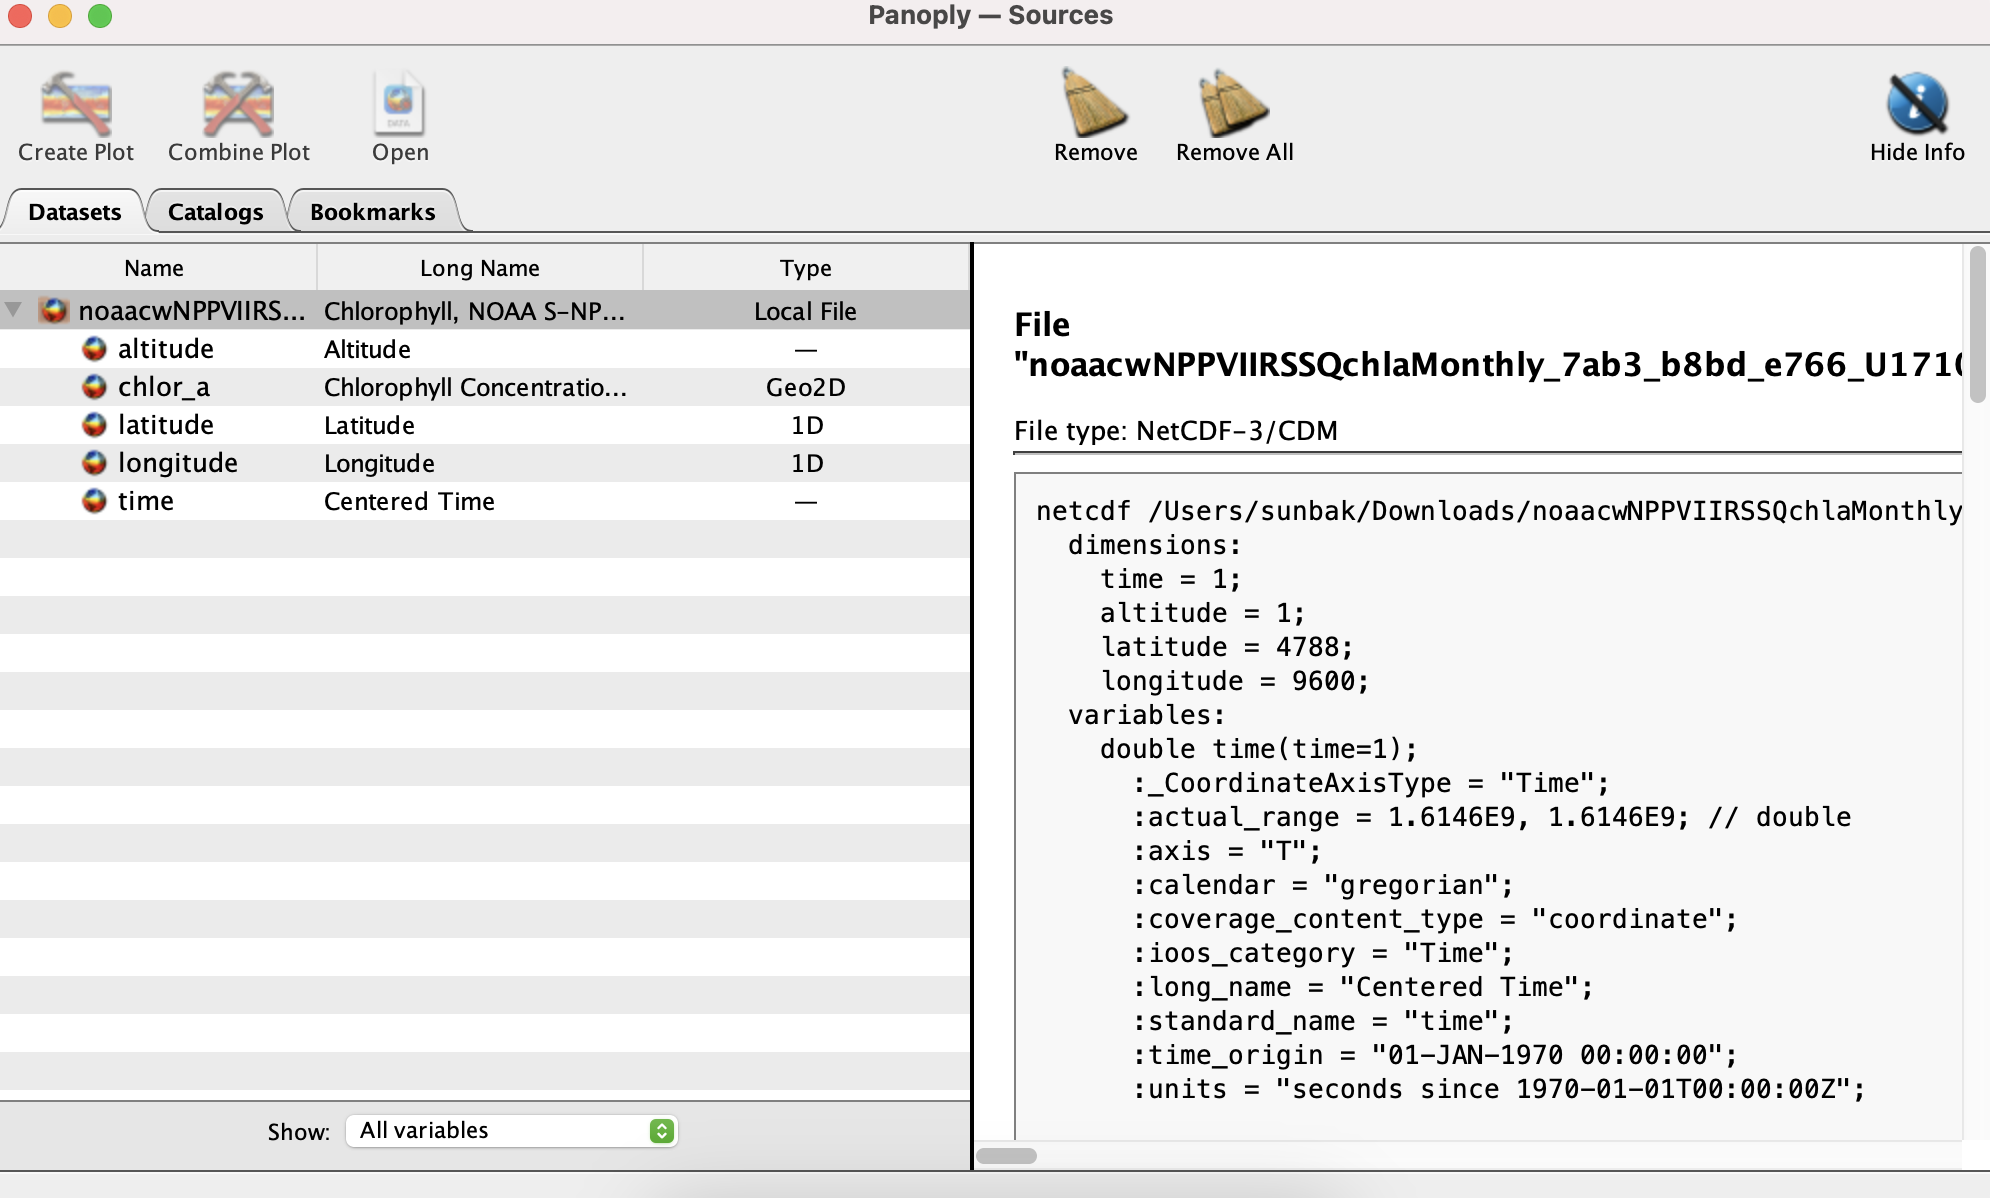 Panoply — Sources
Create Plot
Combine Plot
DATA
Open
Remove
Remove All
Hide Info
Datasets
Catalogs
Bookmarks
Name Long Name Type
noaacwNPPVIIRS... Chlorophyll, NOAA S-NP... Local File
altitude Altitude —
chlor_a Chlorophyll Concentratio... Geo2D
latitude Latitude 1D
longitude Longitude 1D
time Centered Time —
Show: All variables
File
"noaacwNPPVIIRSSQchlaMonthly_7ab3_b8bd_e766_U1710
File type: NetCDF-3/CDM
netcdf /Users/sunbak/Downloads/noaacwNPPVIIRSSQchlaMonthly
dimensions:
time = 1;
altitude = 1;
latitude = 4788;
longitude = 9600;
variables:
double time(time=1);
:_CoordinateAxisType = "Time";
:actual_range = 1.6146E9, 1.6146E9; // double
:axis = "T";
:calendar = "gregorian";
:coverage_content_type = "coordinate";
:ioos_category = "Time";
:long_name = "Centered Time";
:standard_name = "time";
:time_origin = "01-JAN-1970 00:00:00";
:units = "seconds since 1970-01-01T00:00:00Z";